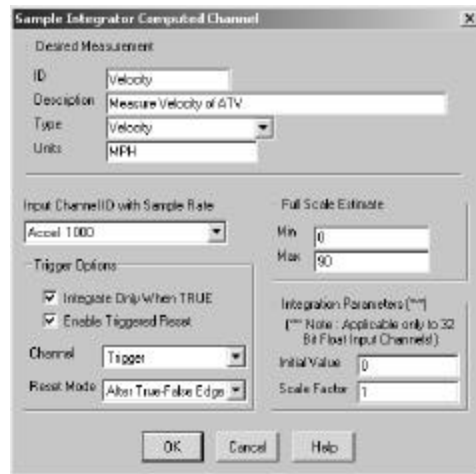 Sample Integrator Computed Channel
Desired Measurement
ID Velocity
Description Measure Velocity of ATV
Type Velocity
Units MPH
Input Channel ID with Sample Rate
Accel 1000
Full Scale Estimate
Min 0
Max 90
Trigger Options
Integrate Only When TRUE
Enable Triggered Reset
Channel Trigger
Reset Mode After True-False Edge
Integration Parameters (***)
(*** Note : Applicable only to 32
Bit Float Input Channels!)
Initial Value 0
Scale Factor 1
OK Cancel Help